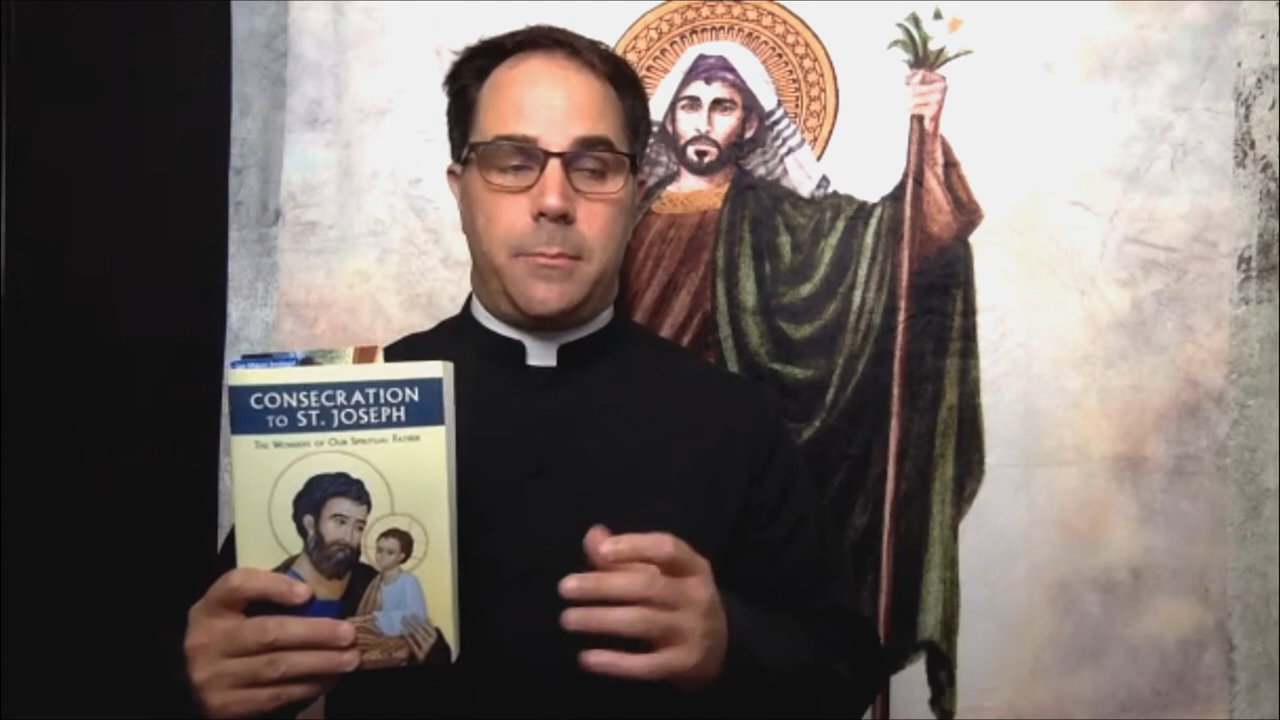 CONSECRATION
TO ST. JOSEPH
THE WONDERS OF OUR SPIRITUAL FATHER